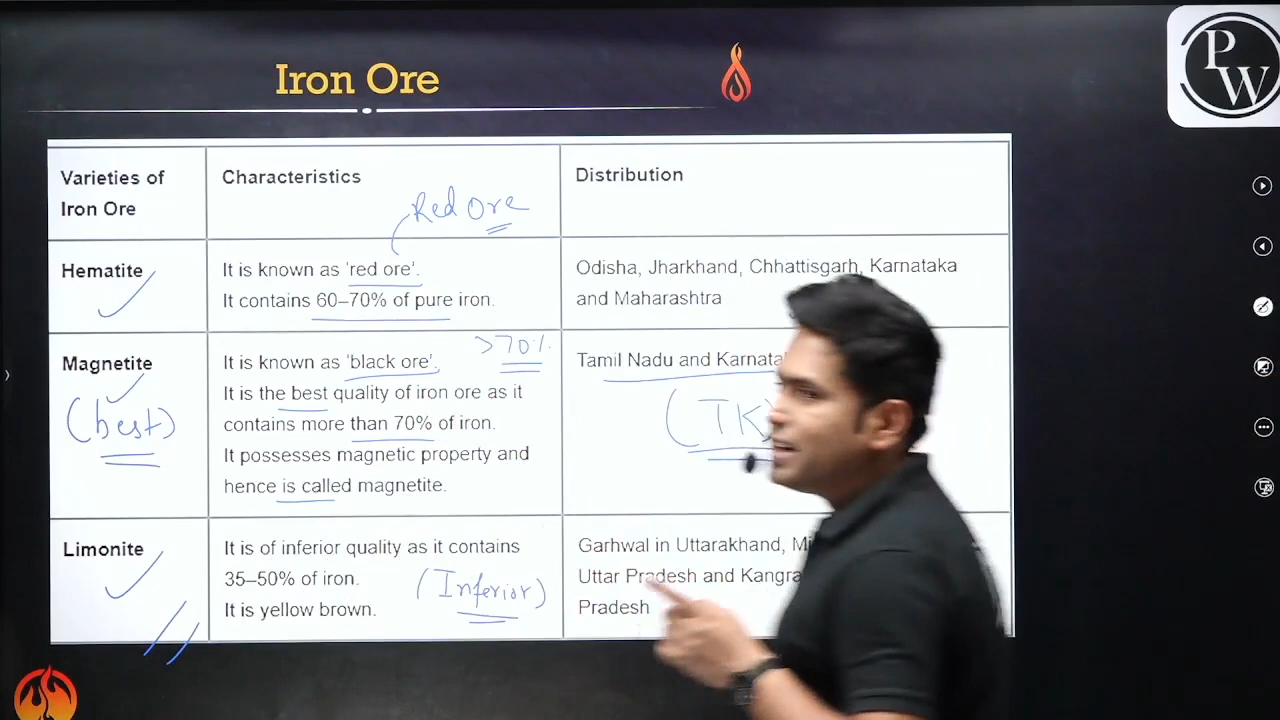 Iron Ore
PW
Varieties of
Iron Ore
Characteristics
Red Ore
Distribution
Hematite
It is known as 'red ore'.
It contains 60–70% of pure iron.
Odisha, Jharkhand, Chhattisgarh, Karnataka
and Maharashtra
Magnetite
(best)
It is known as 'black ore'.
>70%.
It is the best quality of iron ore as it
contains more than 70% of iron.
It possesses magnetic property and
hence is called magnetite.
Tamil Nadu and
(TK)
Limonite
It is of inferior quality as it contains
35–50% of iron.
(Inferior)
It is yellow brown.
Garhwal in Uttarakhand,
Uttar Pradesh and Kangra
Pradesh